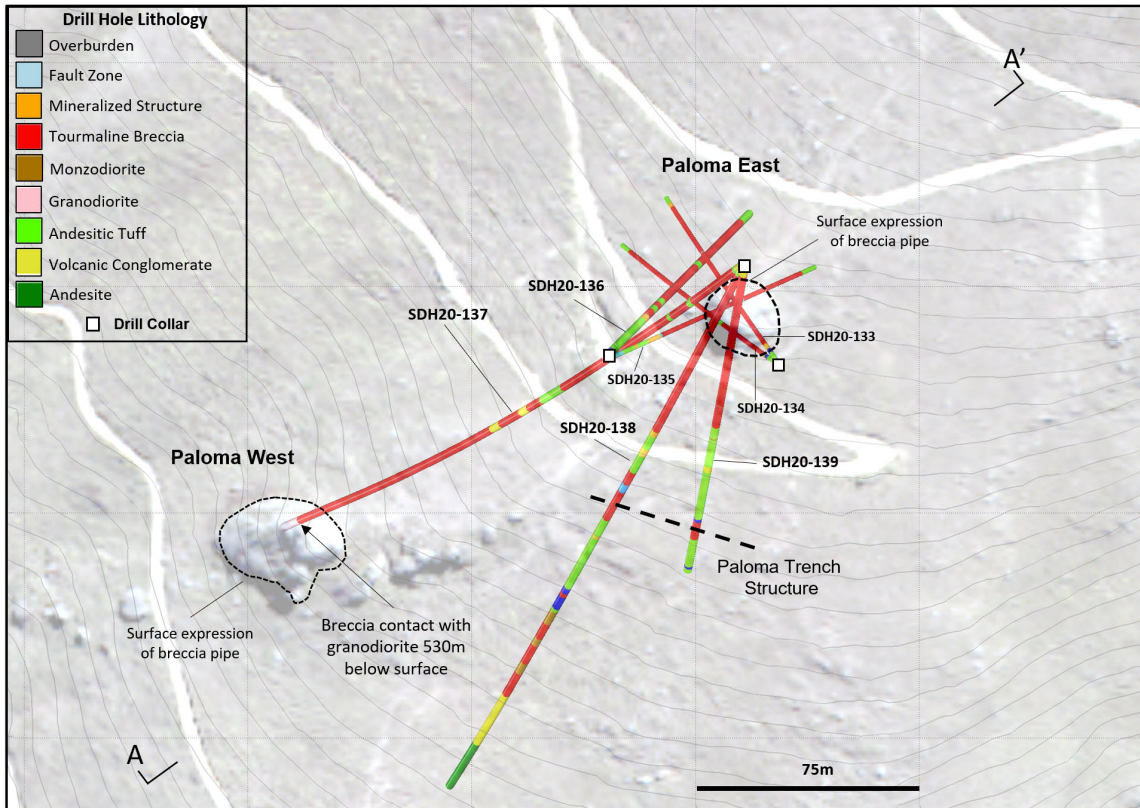 Drill Hole Lithology
Overburden
Fault Zone
Mineralized Structure
Tourmaline Breccia
Monzodiorite
Granodiorite
Andesitic Tuff
Volcanic Conglomerate
Andesite
Drill Collar
A'
Paloma East
Surface expression
of breccia pipe
SDH20-136
SDH20-137
SDH20-133
SDH20-135
SDH20-134
SDH20-138
SDH20-139
Paloma West
Paloma Trench
Structure
Surface expression
of breccia pipe
Breccia contact with
granodiorite 530m
below surface
A
75m